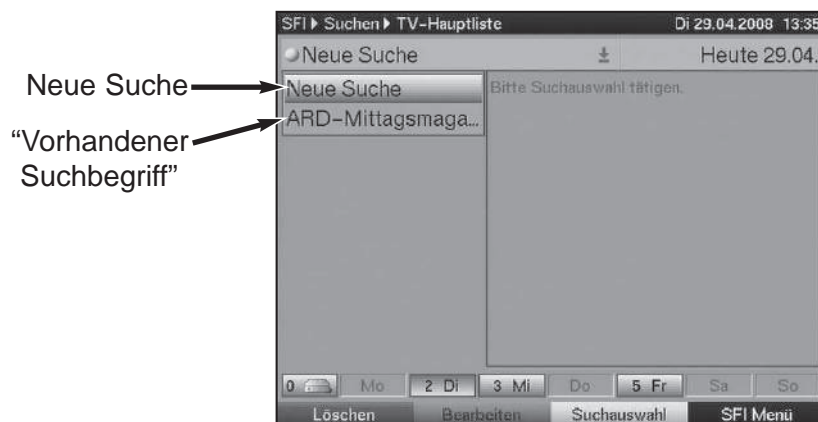 SFI Suchen TV-Hauptliste Di 29.04.2008 13:35
Neue Suche Heute 29.04.
Neue Suche
Neue Suche Bitte Suchauswahl tätigen.
ARD-Mittagsmaga...
“Vorhandener
Suchbegriff”
0 Mo 2 Di 3 Mi Do 5 Fr Sa So
Löschen Bearbeiten Suchauswahl SFI Menü